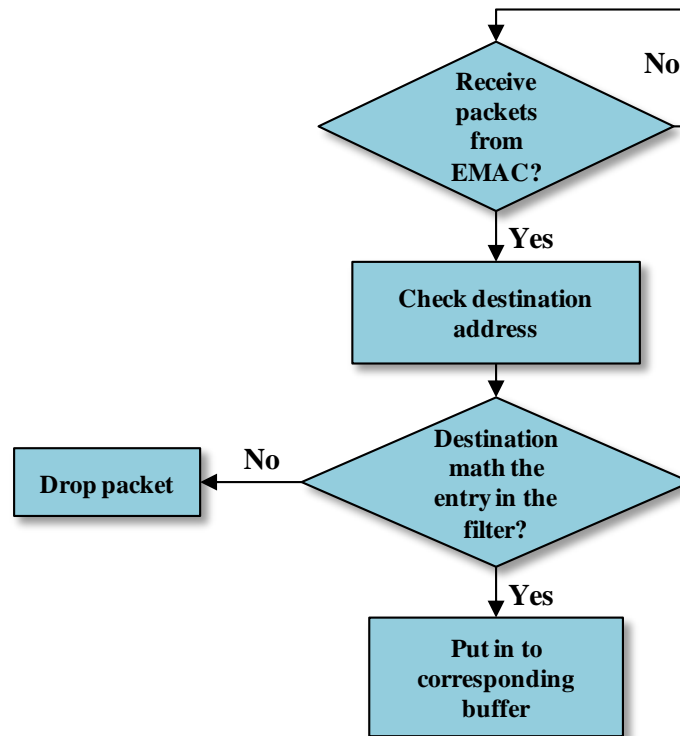 Receive
packets
from
EMAC?
No
Yes
Check destination
address
Destination
math the
entry in the
filter?
No
Drop packet
Yes
Put in to
corresponding
buffer